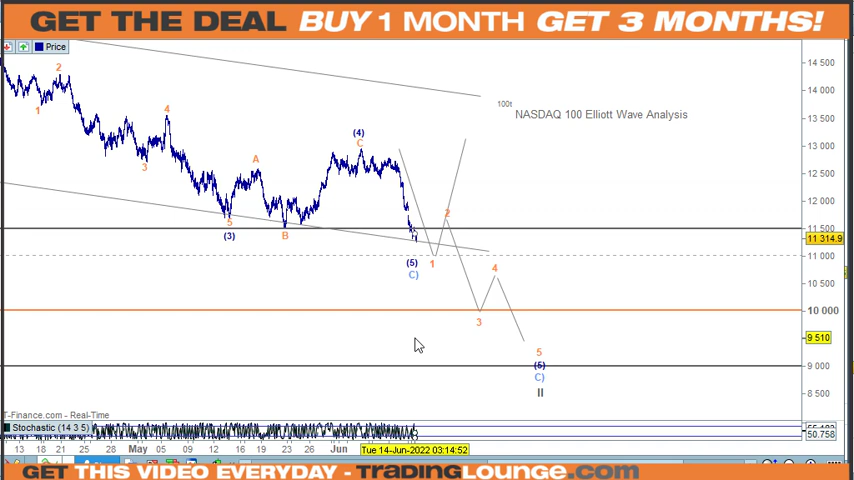 GET THE DEAL BUY 1 MONTH GET 3 MONTHS!
Price
14 500
2
14 000
100t
NASDAQ 100 Elliott Wave Analysis
1
4
13 500
(4)
C
13 000
A
3
12 500
12 000
2
5
11 500
(3)
B
11 314.9
(5)
1
11 000
C)
4
10 500
10 000
3
9 510
5
(5)
9 000
C)
II
8 500
T-Finance.com - Real-Time
Stochastic (14 3 5)
50.758
13 18 21 25 28 May 05 09 12 16 19 23 26 Jun Tue 14-Jun-2022 03:14:52
GET THIS VIDEO EVERYDAY - TRADINGLOUNGE.com